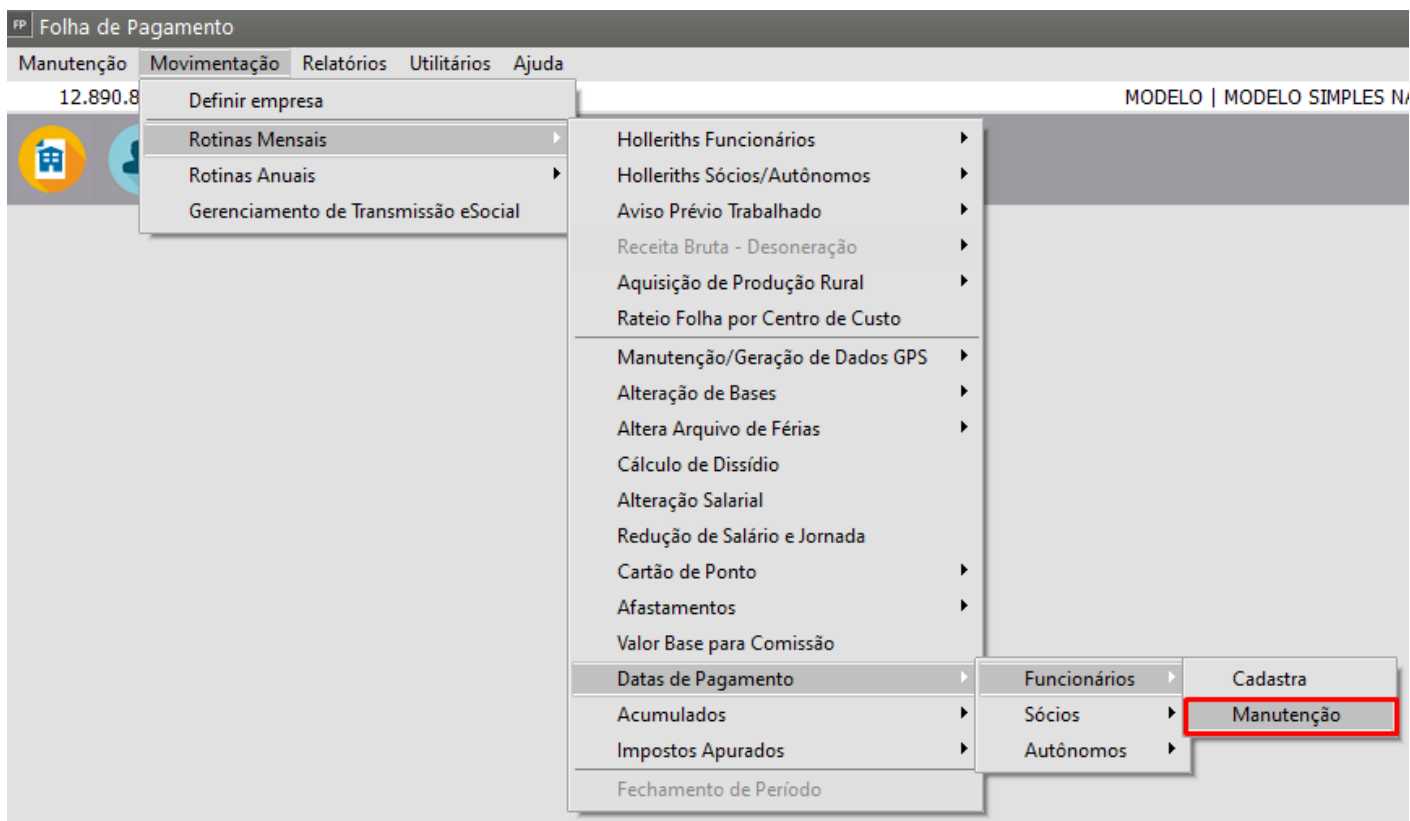 FP Folha de Pagamento
Manutenção Movimentação Relatórios Utilitários Ajuda
12.890.8
MODELO | MODELO SIMPLES NA
Definir empresa
Rotinas Mensais
Rotinas Anuais
Gerenciamento de Transmissão eSocial
Holleriths Funcionários
Holleriths Sócios/Autônomos
Aviso Prévio Trabalhado
Receita Bruta - Desoneração
Aquisição de Produção Rural
Rateio Folha por Centro de Custo
Manutenção/Geração de Dados GPS
Alteração de Bases
Altera Arquivo de Férias
Cálculo de Dissídio
Alteração Salarial
Redução de Salário e Jornada
Cartão de Ponto
Afastamentos
Valor Base para Comissão
Datas de Pagamento
Acumulados
Impostos Apurados
Fechamento de Período
Funcionários
Sócios
Autônomos
Cadastra
Manutenção